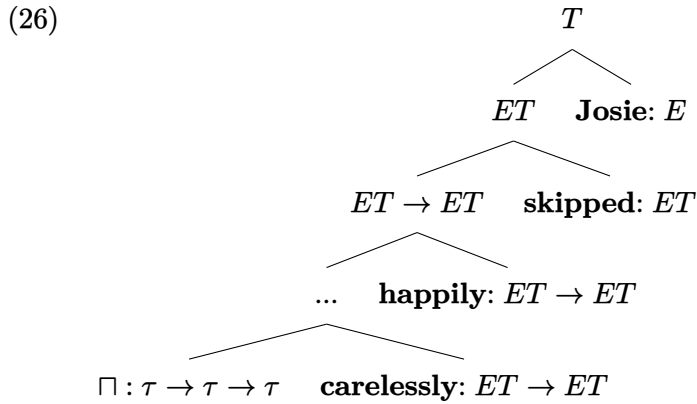 (26) T
ET Josie: E
ET → ET skipped: ET
... happily: ET → ET
⊓ : τ → τ → τ carelessly: ET → ET